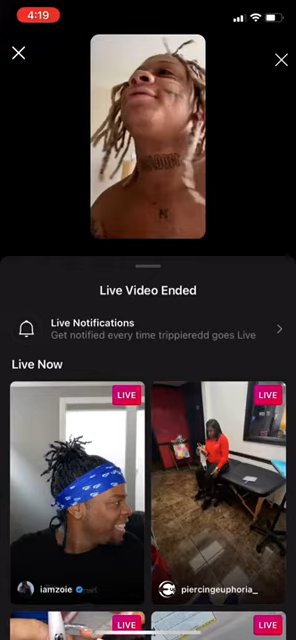 4:19
Live Video Ended
Live Notifications
Get notified every time trippieredd goes Live
Live Now
LIVE
LIVE
iamzoie
piercingeuphoria_
LIVE
LIVE